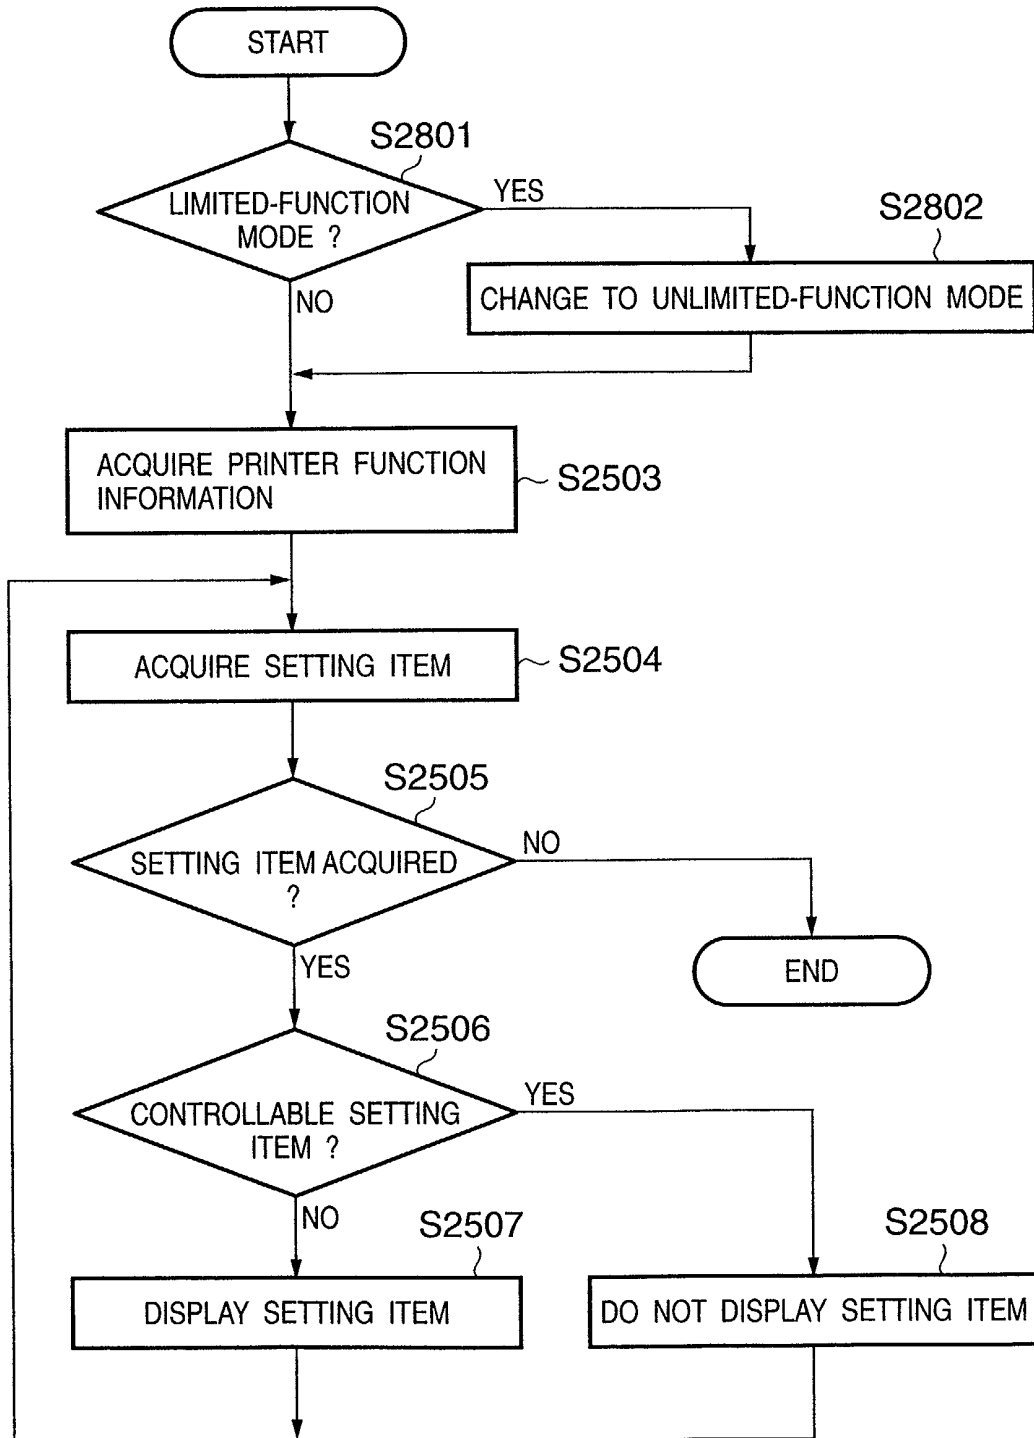 START
S2801
LIMITED-FUNCTION
MODE ?
YES
S2802
CHANGE TO UNLIMITED-FUNCTION MODE
NO
ACQUIRE PRINTER FUNCTION
INFORMATION
S2503
ACQUIRE SETTING ITEM
S2504
S2505
SETTING ITEM ACQUIRED
?
NO
END
YES
S2506
CONTROLLABLE SETTING
ITEM ?
YES
NO
S2507
DISPLAY SETTING ITEM
S2508
DO NOT DISPLAY SETTING ITEM